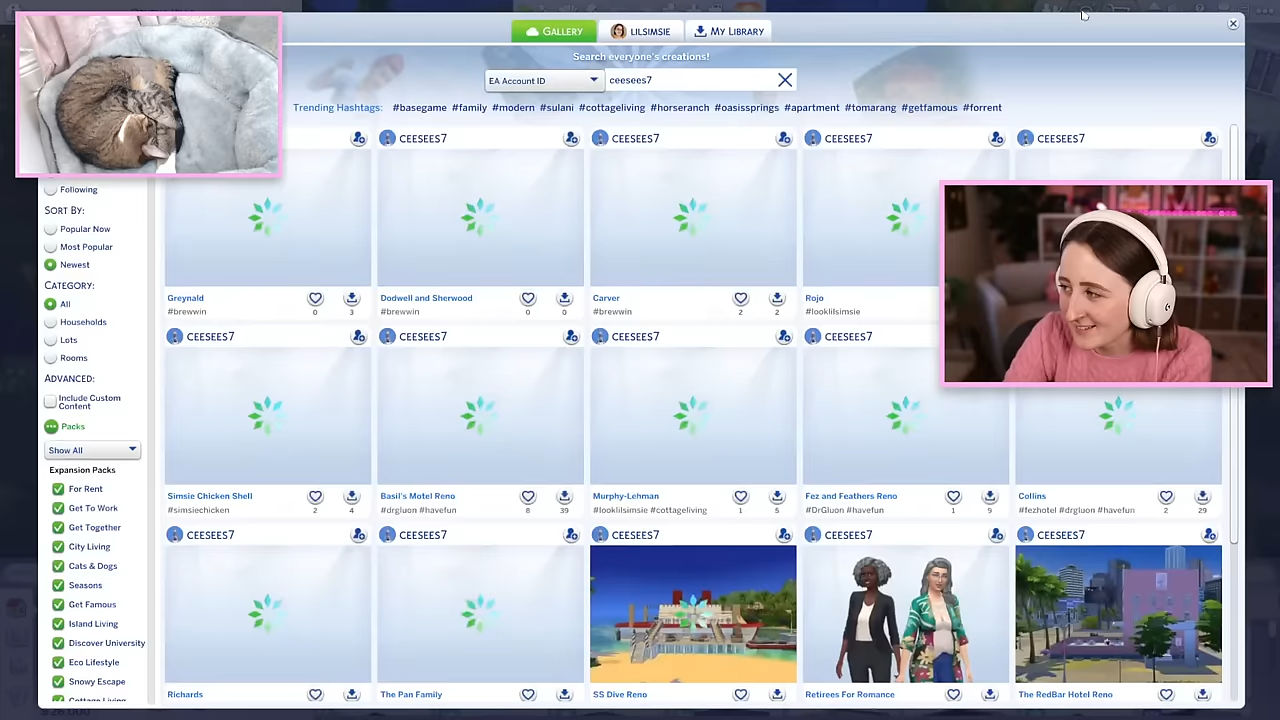 GALLERY
LILSIMSIE
MY LIBRARY
Search everyone's creations!
EA Account ID
ceesees7
Trending Hashtags: #basegame #family #modern #sulani #cottageliving #horseranch #oasissprings #apartment #tomarang #getfamous #forrent
Following
SORT BY:
Popular Now
Most Popular
Newest
CATEGORY:
All
Households
Lots
Rooms
ADVANCED:
Include Custom
Content
Packs
Show All
Expansion Packs
For Rent
Get To Work
Get Together
City Living
Cats & Dogs
Seasons
Get Famous
Island Living
Discover University
Eco Lifestyle
Snowy Escape
Cottage Living
CEESEES7
CEESEES7
CEESEES7
CEESEES7
Greynald
#brewwin
0
3
Dodwell and Sherwood
#brewwin
0
0
Carver
#brewwin
2
2
Rojo
#looklilsimsie
CEESEES7
CEESEES7
CEESEES7
CEESEES7
Simsie Chicken Shell
#simsiechicken
2
4
Basil's Motel Reno
#drgluon #havefun
8
39
Murphy-Lehman
#looklilsimsie #cottageliving
1
5
Fez and Feathers Reno
#DrGluon #havefun
1
9
Collins
#fezhotel #drgluon #havefun
2
29
CEESEES7
CEESEES7
CEESEES7
CEESEES7
CEESEES7
Richards
The Pan Family
SS Dive Reno
Retirees For Romance
The RedBar Hotel Reno